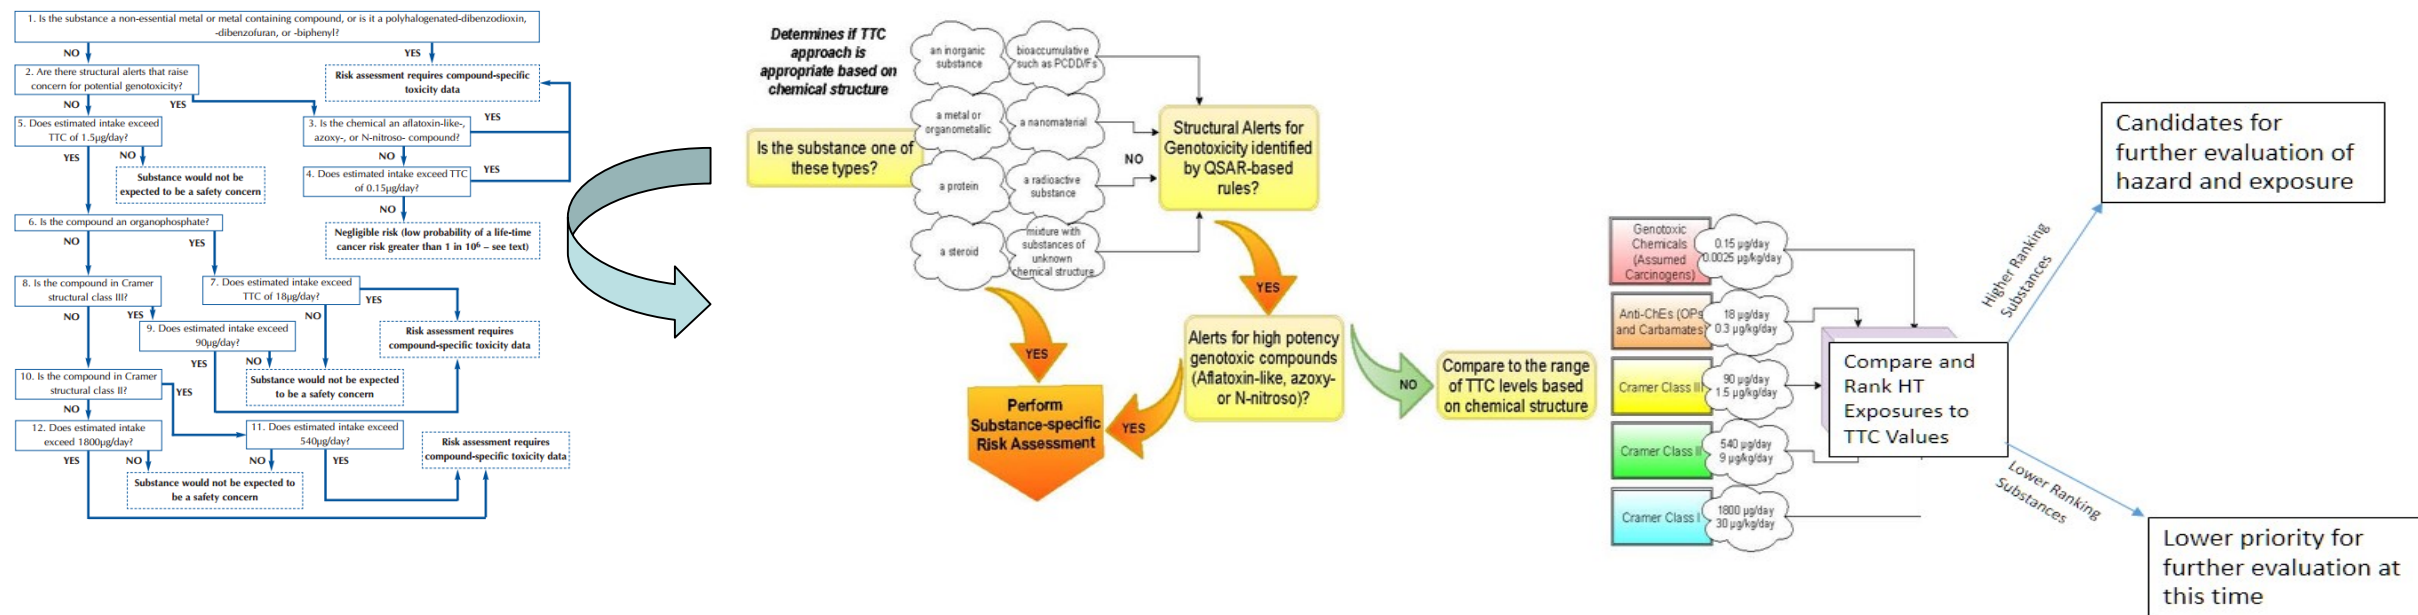 1. Is the substance a non-essential metal or metal containing compound, or is it a polyhalogenated-dibenzodioxin,
-dibenzofuran, or -biphenyl?
NO
YES
2. Are there structural alerts that raise
concern for potential genotoxicity?
Risk assessment requires compound-specific
toxicity data
NO
YES
5. Does estimated intake exceed
TTC of 1.5µg/day?
3. Is the chemical an aflatoxin-like-,
azoxy-, or N-nitroso- compound?
YES
YES
NO
NO
Substance would not be
expected to be a safety concern
4. Does estimated intake exceed TTC
of 0.15µg/day?
YES
NO
6. Is the compound an organophosphate?
Negligible risk (low probability of a life-time
cancer risk greater than 1 in 10⁶ – see text)
NO
YES
8. Is the compound in Cramer
structural class III?
7. Does estimated intake exceed
TTC of 18µg/day?
YES
NO
YES
NO
9. Does estimated intake exceed
90µg/day?
Risk assessment requires
compound-specific toxicity data
YES
NO
10. Is the compound in Cramer
structural class II?
Substance would not be expected
to be a safety concern
YES
NO
12. Does estimated intake
exceed 1800µg/day?
11. Does estimated intake exceed
540µg/day?
Risk assessment requires
compound-specific toxicity data
YES
NO
NO
YES
Substance would not be expected to
be a safety concern
Determines if TTC
approach is
appropriate based on
chemical structure
an inorganic
substance
bioaccumulative
such as PCDD/Fs
a metal or
organometallic
a nanomaterial
Is the substance one of
these types?
a protein
a radioactive
substance
a steroid
mixture with
substances of
unknown
chemical structure
NO
Structural Alerts for
Genotoxicity identified
by QSAR-based
rules?
YES
YES
Alerts for high potency
genotoxic compounds
(Aflatoxin-like, azoxy-
or N-nitroso)?
YES
Perform
Substance-specific
Risk Assessment
NO
Compare to the range
of TTC levels based
on chemical structure
Genotoxic
Chemicals
(Assumed
Carcinogens)
0.15 µg/day
0.0025 µg/kg/day
Anti-ChEs (OPs
and Carbamates)
18 µg/day
0.3 µg/kg/day
Cramer Class III
90 µg/day
1.5 µg/kg/day
Cramer Class II
540 µg/day
9 µg/kg/day
Cramer Class I
1800 µg/day
30 µg/kg/day
Compare and
Rank HT
Exposures to
TTC Values
Higher Ranking
Substances
Candidates for
further evaluation of
hazard and exposure
Lower Ranking
Substances
Lower priority for
further evaluation at
this time